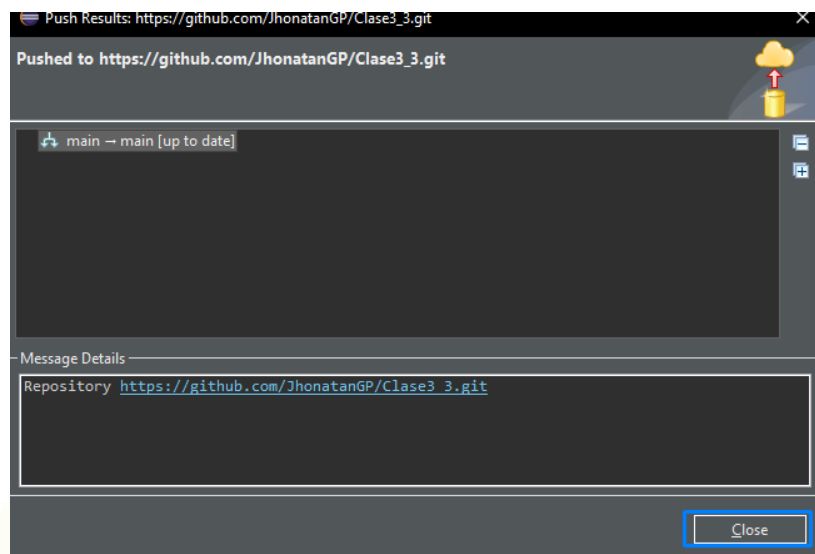 Push Results: https://github.com/JhonatanGP/Clase3_3.git
Pushed to https://github.com/JhonatanGP/Clase3_3.git
main → main [up to date]
Message Details
Repository https://github.com/JhonatanGP/Clase3_3.git
Close